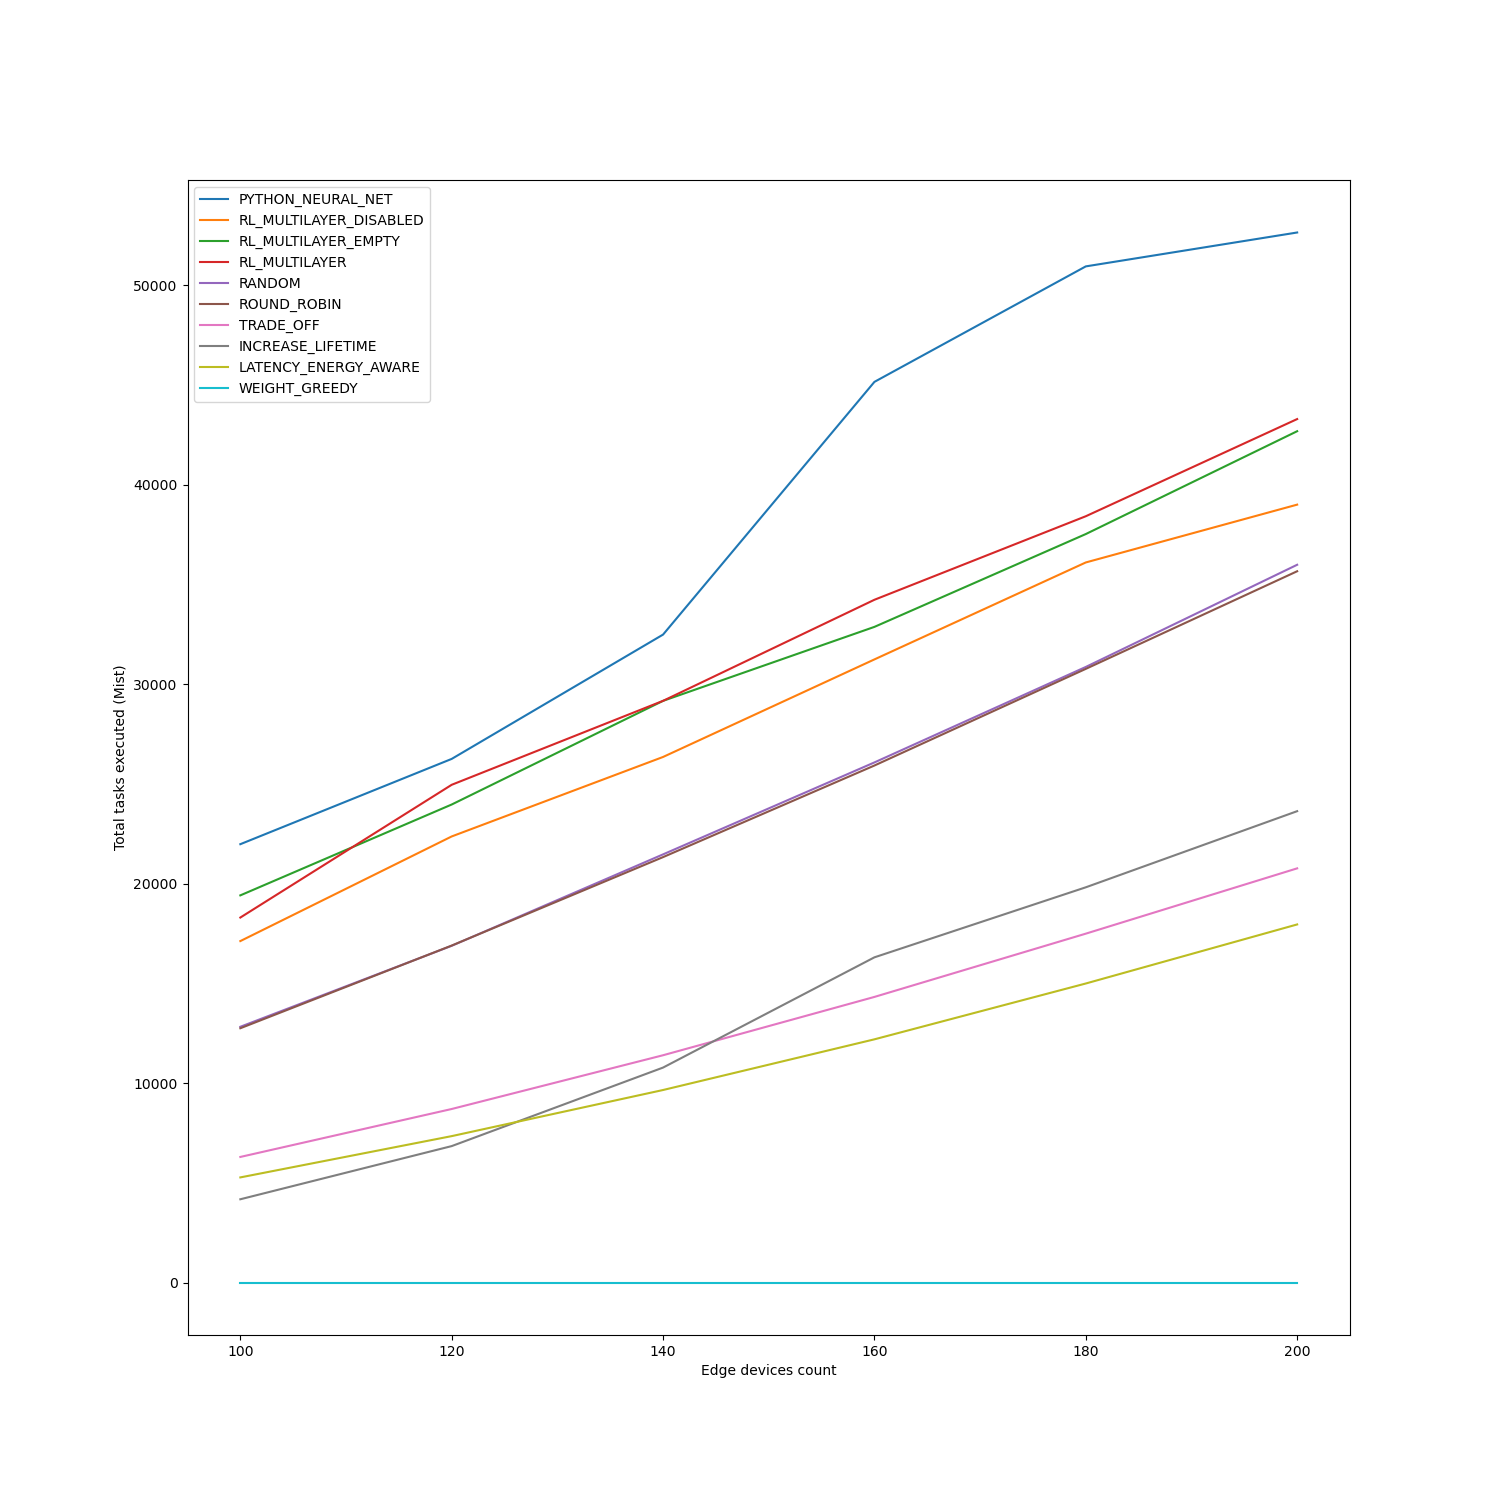 PYTHON_NEURAL_NET
RL_MULTILAYER_DISABLED
RL_MULTILAYER_EMPTY
RL_MULTILAYER
RANDOM
ROUND_ROBIN
TRADE_OFF
INCREASE_LIFETIME
LATENCY_ENERGY_AWARE
WEIGHT_GREEDY
50000
40000
30000
20000
10000
0
Total tasks executed (Mist)
100 120 140 160 180 200
Edge devices count